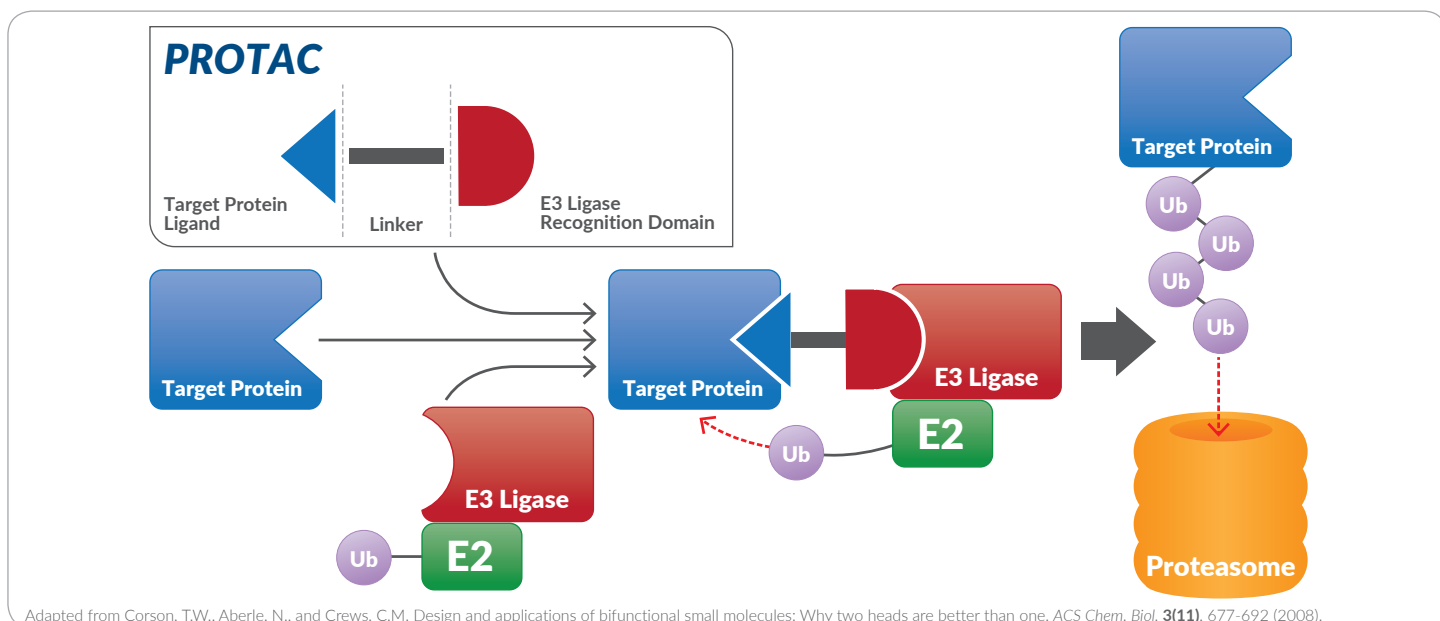 PROTAC
Target Protein
Ligand
Linker
E3 Ligase
Recognition Domain
Target Protein
Target Protein
E3 Ligase
E2
Ub
Target Protein
E3 Ligase
E2
Ub
Ub
Ub
Ub
Ub
Proteasome
Adapted from Corson, T.W., Aberle, N., and Crews, C.M. Design and applications of bifunctional small molecules: Why two heads are better than one. ACS Chem. Biol. 3(11), 677-692 (2008).